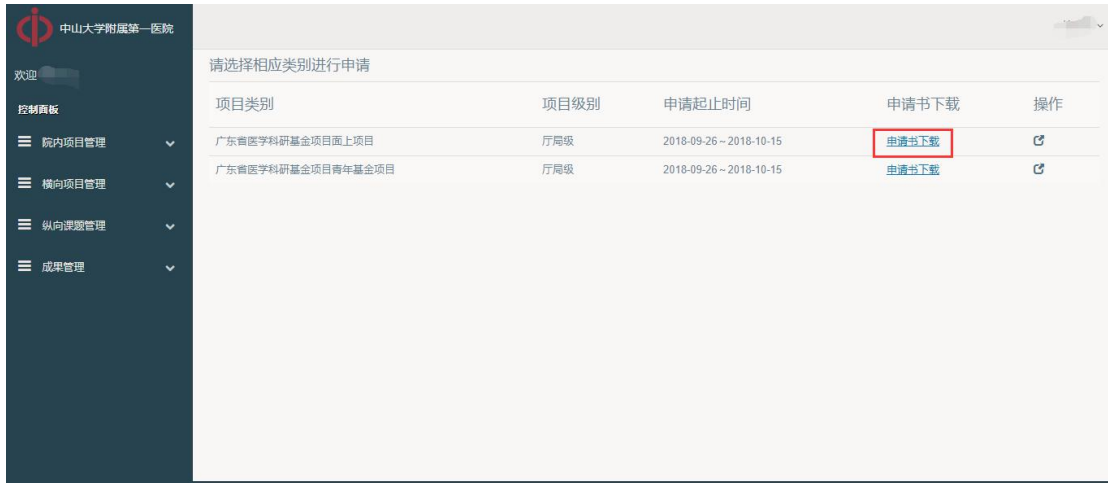 中山大学附属第一医院
欢迎
控制面板
院内项目管理
横向项目管理
纵向课题管理
成果管理
请选择相应类别进行申请
项目类别 项目级别 申请起止时间 申请书下载 操作
广东省医学科研基金项目面上项目 厅局级 2018-09-26 ~ 2018-10-15 申请书下载
广东省医学科研基金项目青年基金项目 厅局级 2018-09-26 ~ 2018-10-15 申请书下载